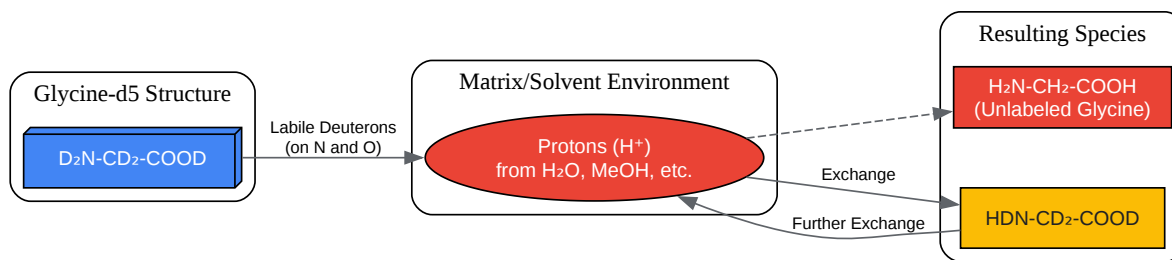 Glycine-d5 Structure
D₂N-CD₂-COOD
Labile Deuterons
(on N and O)
Matrix/Solvent Environment
Protons (H⁺)
from H₂O, MeOH, etc.
Exchange
Further Exchange
Resulting Species
H₂N-CH₂-COOH
(Unlabeled Glycine)
HDN-CD₂-COOD